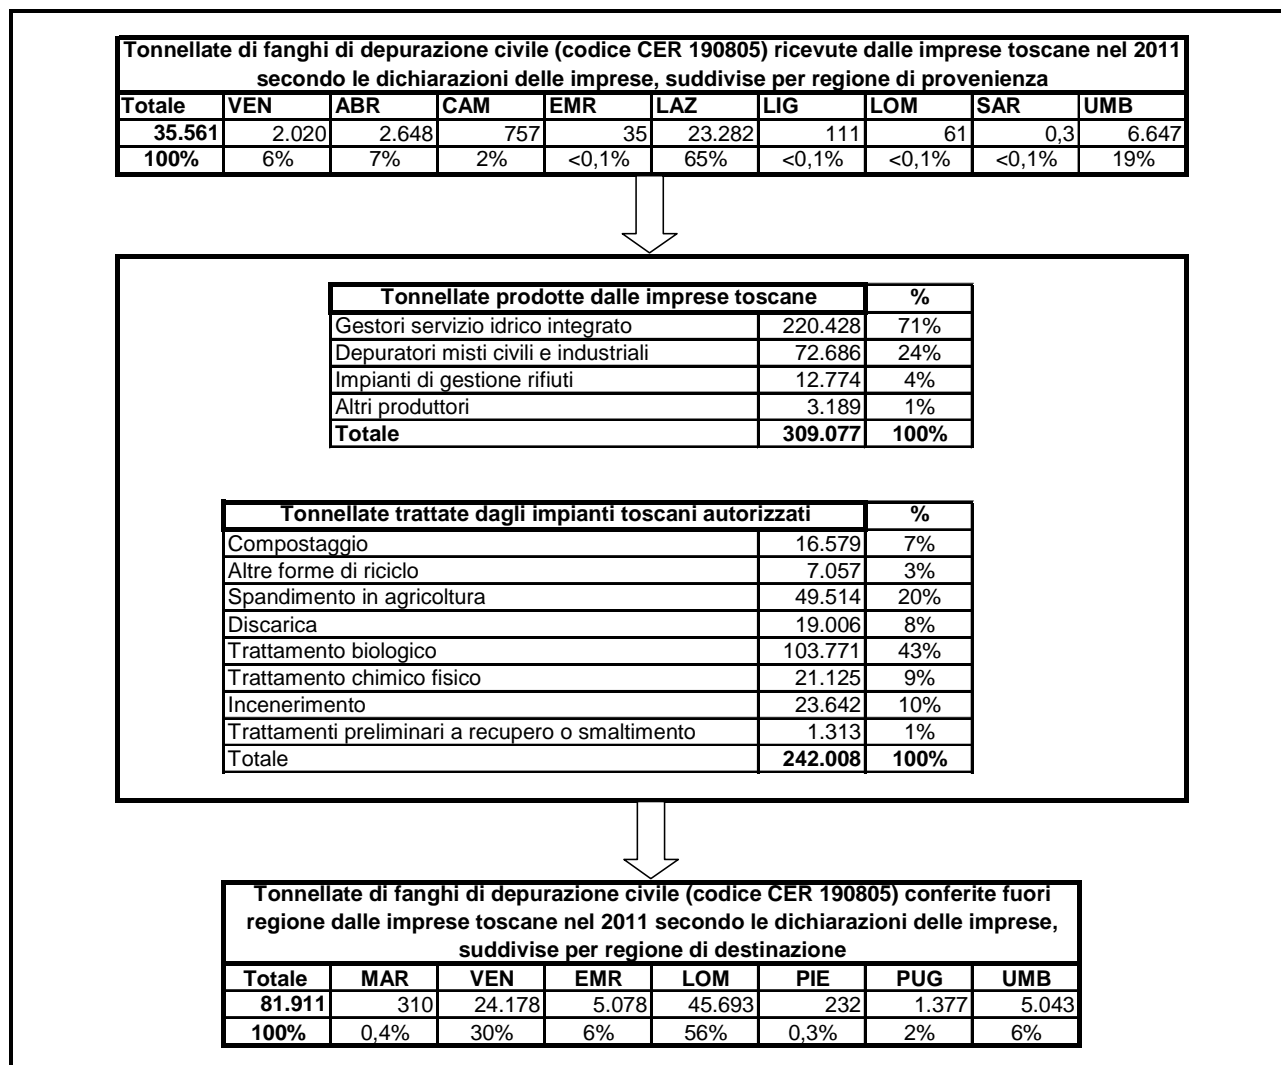 Tonnellate di fanghi di depurazione civile (codice CER 190805) ricevute dalle imprese toscane nel 2011
secondo le dichiarazioni delle imprese, suddivise per regione di provenienza
Totale VEN ABR CAM EMR LAZ LIG LOM SAR UMB
35.561 2.020 2.648 757 35 23.282 111 61 0,3 6.647
100% 6% 7% 2% <0,1% 65% <0,1% <0,1% <0,1% 19%
Tonnellate prodotte dalle imprese toscane %
Gestori servizio idrico integrato 220.428 71%
Depuratori misti civili e industriali 72.686 24%
Impianti di gestione rifiuti 12.774 4%
Altri produttori 3.189 1%
Totale 309.077 100%
Tonnellate trattate dagli impianti toscani autorizzati %
Compostaggio 16.579 7%
Altre forme di riciclo 7.057 3%
Spandimento in agricoltura 49.514 20%
Discarica 19.006 8%
Trattamento biologico 103.771 43%
Trattamento chimico fisico 21.125 9%
Incenerimento 23.642 10%
Trattamenti preliminari a recupero o smaltimento 1.313 1%
Totale 242.008 100%
Tonnellate di fanghi di depurazione civile (codice CER 190805) conferite fuori
regione dalle imprese toscane nel 2011 secondo le dichiarazioni delle imprese,
suddivise per regione di destinazione
Totale MAR VEN EMR LOM PIE PUG UMB
81.911 310 24.178 5.078 45.693 232 1.377 5.043
100% 0,4% 30% 6% 56% 0,3% 2% 6%